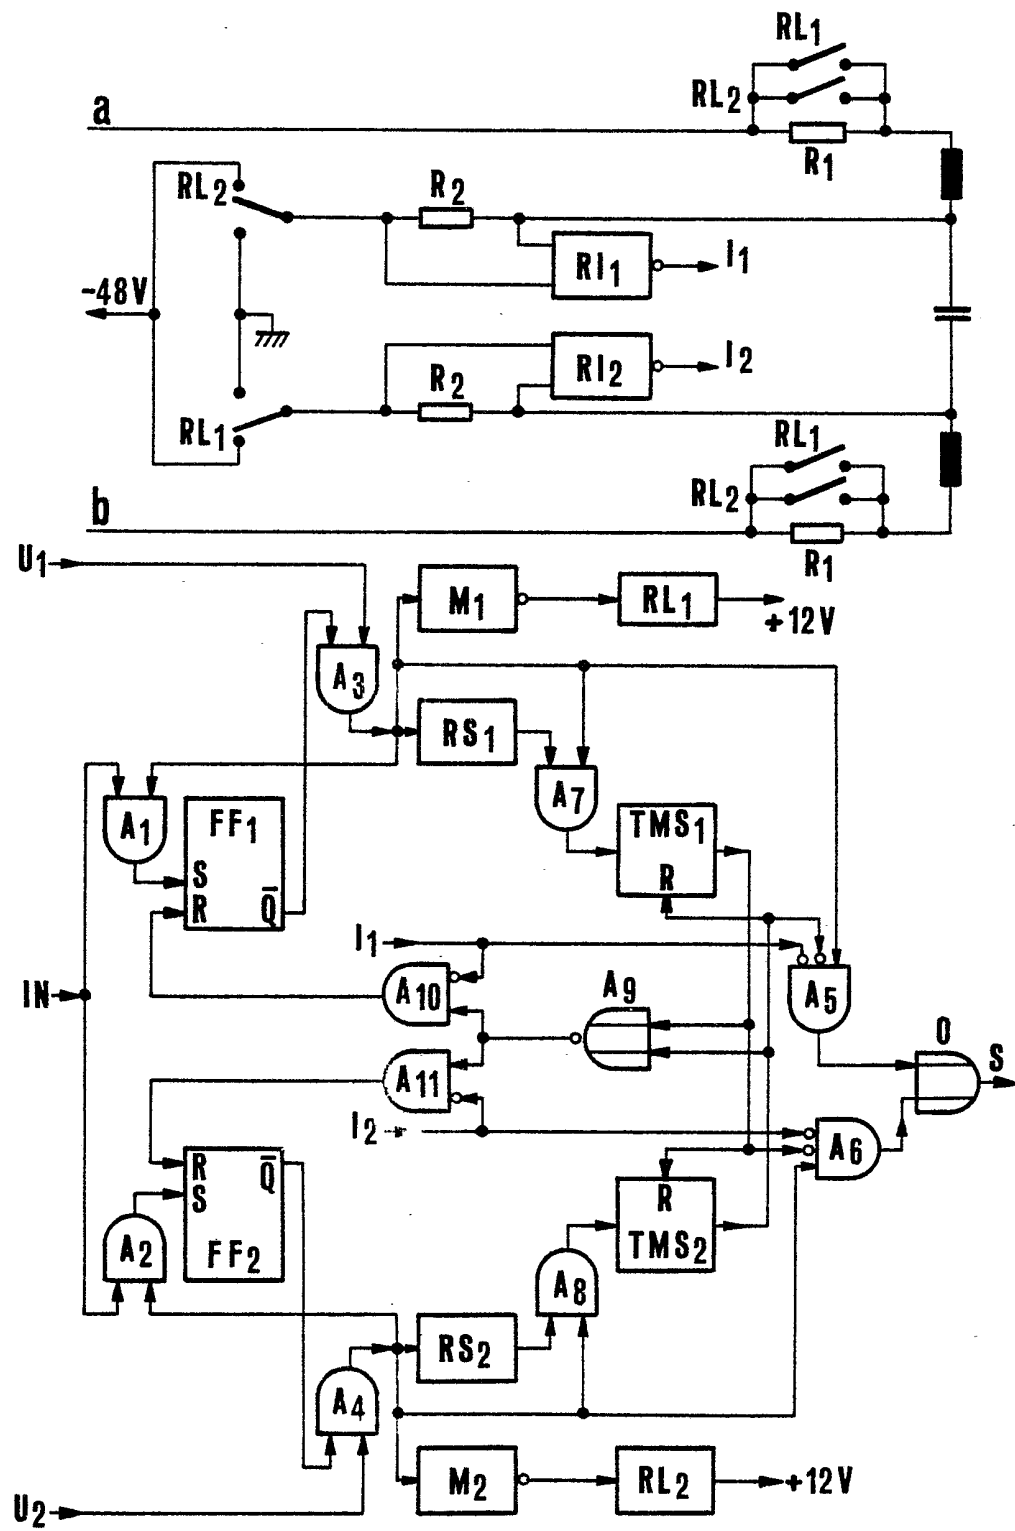 RL1
RL2
a
R1
RL2
R2
RI1
I1
-48V
RI2
I2
R2
RL1
RL1
RL2
b
R1
U1
M1
RL1
+12V
A3
RS1
A7
A1
FF1
S
R
Q̅
TMS1
R
I1
IN
A10
A9
A5
O
S
A11
I2
A6
R
S
Q̅
FF2
A2
R
TMS2
A8
RS2
A4
M2
RL2
+12V
U2